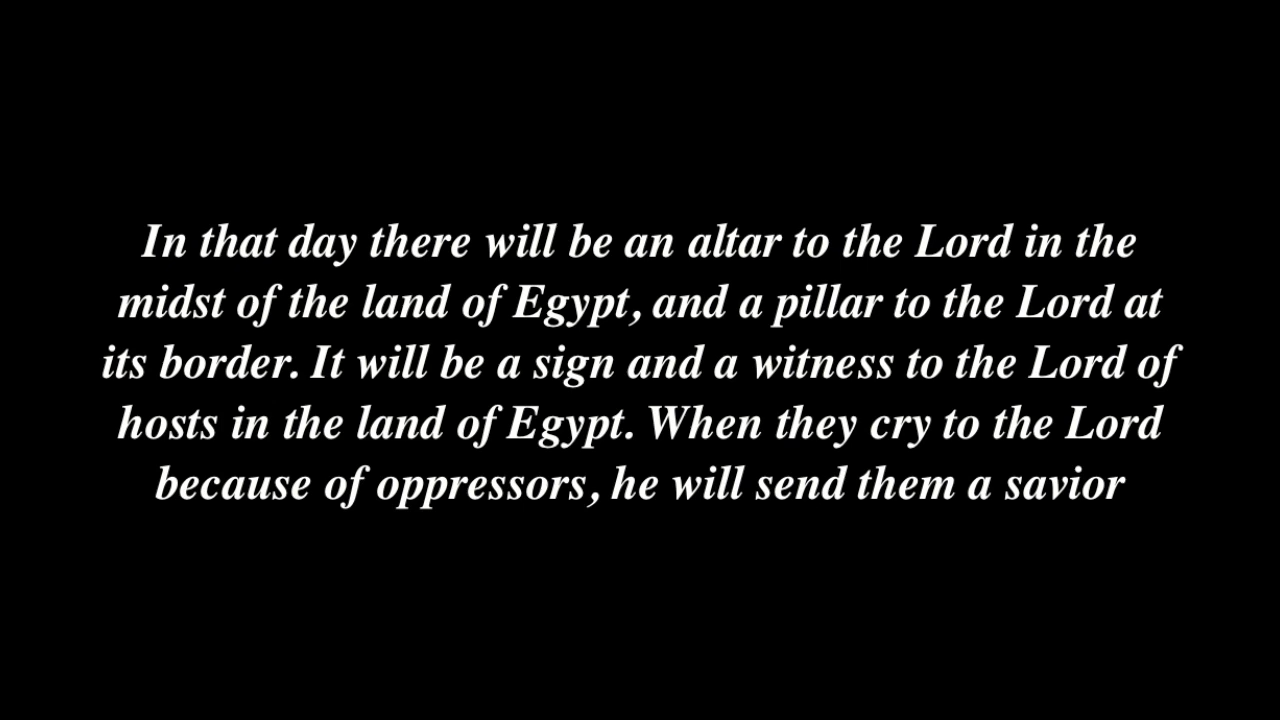 In that day there will be an altar to the Lord in the
midst of the land of Egypt, and a pillar to the Lord at
its border. It will be a sign and a witness to the Lord of
hosts in the land of Egypt. When they cry to the Lord
because of oppressors, he will send them a savior